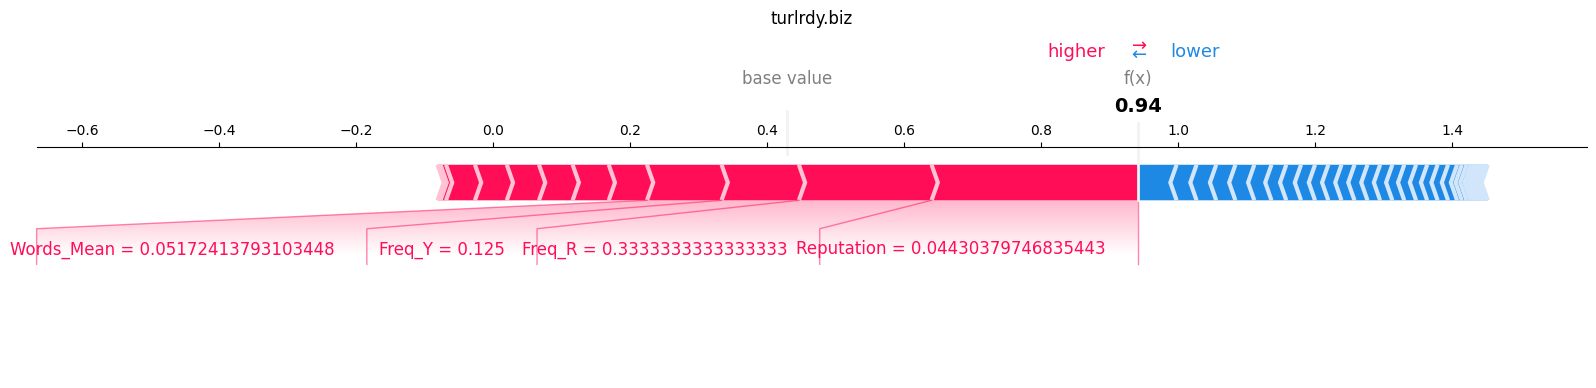 turlrdy.biz
higher ⇄ lower
base value f(x)
0.94
−0.6 −0.4 −0.2 0.0 0.2 0.4 0.6 0.8 1.0 1.2 1.4
Words_Mean = 0.05172413793103448 Freq_Y = 0.125 Freq_R = 0.3333333333333333 Reputation = 0.04430379746835443